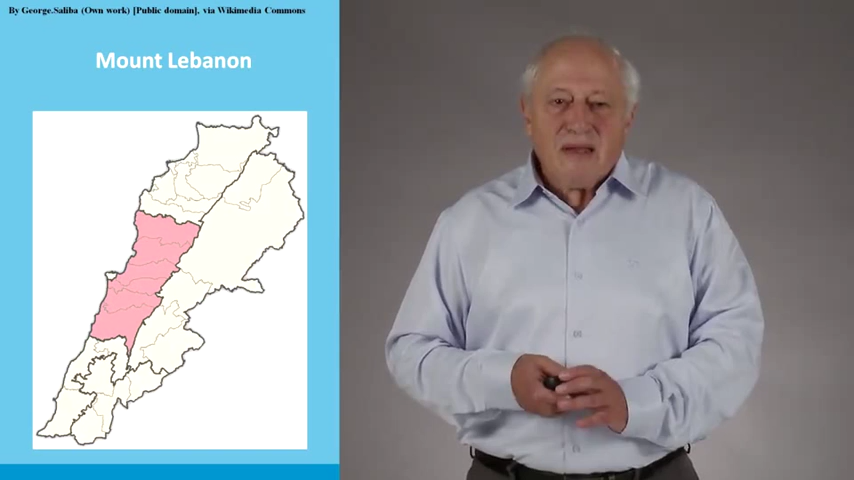 By George.Saliba (Own work) [Public domain], via Wikimedia Commons
Mount Lebanon